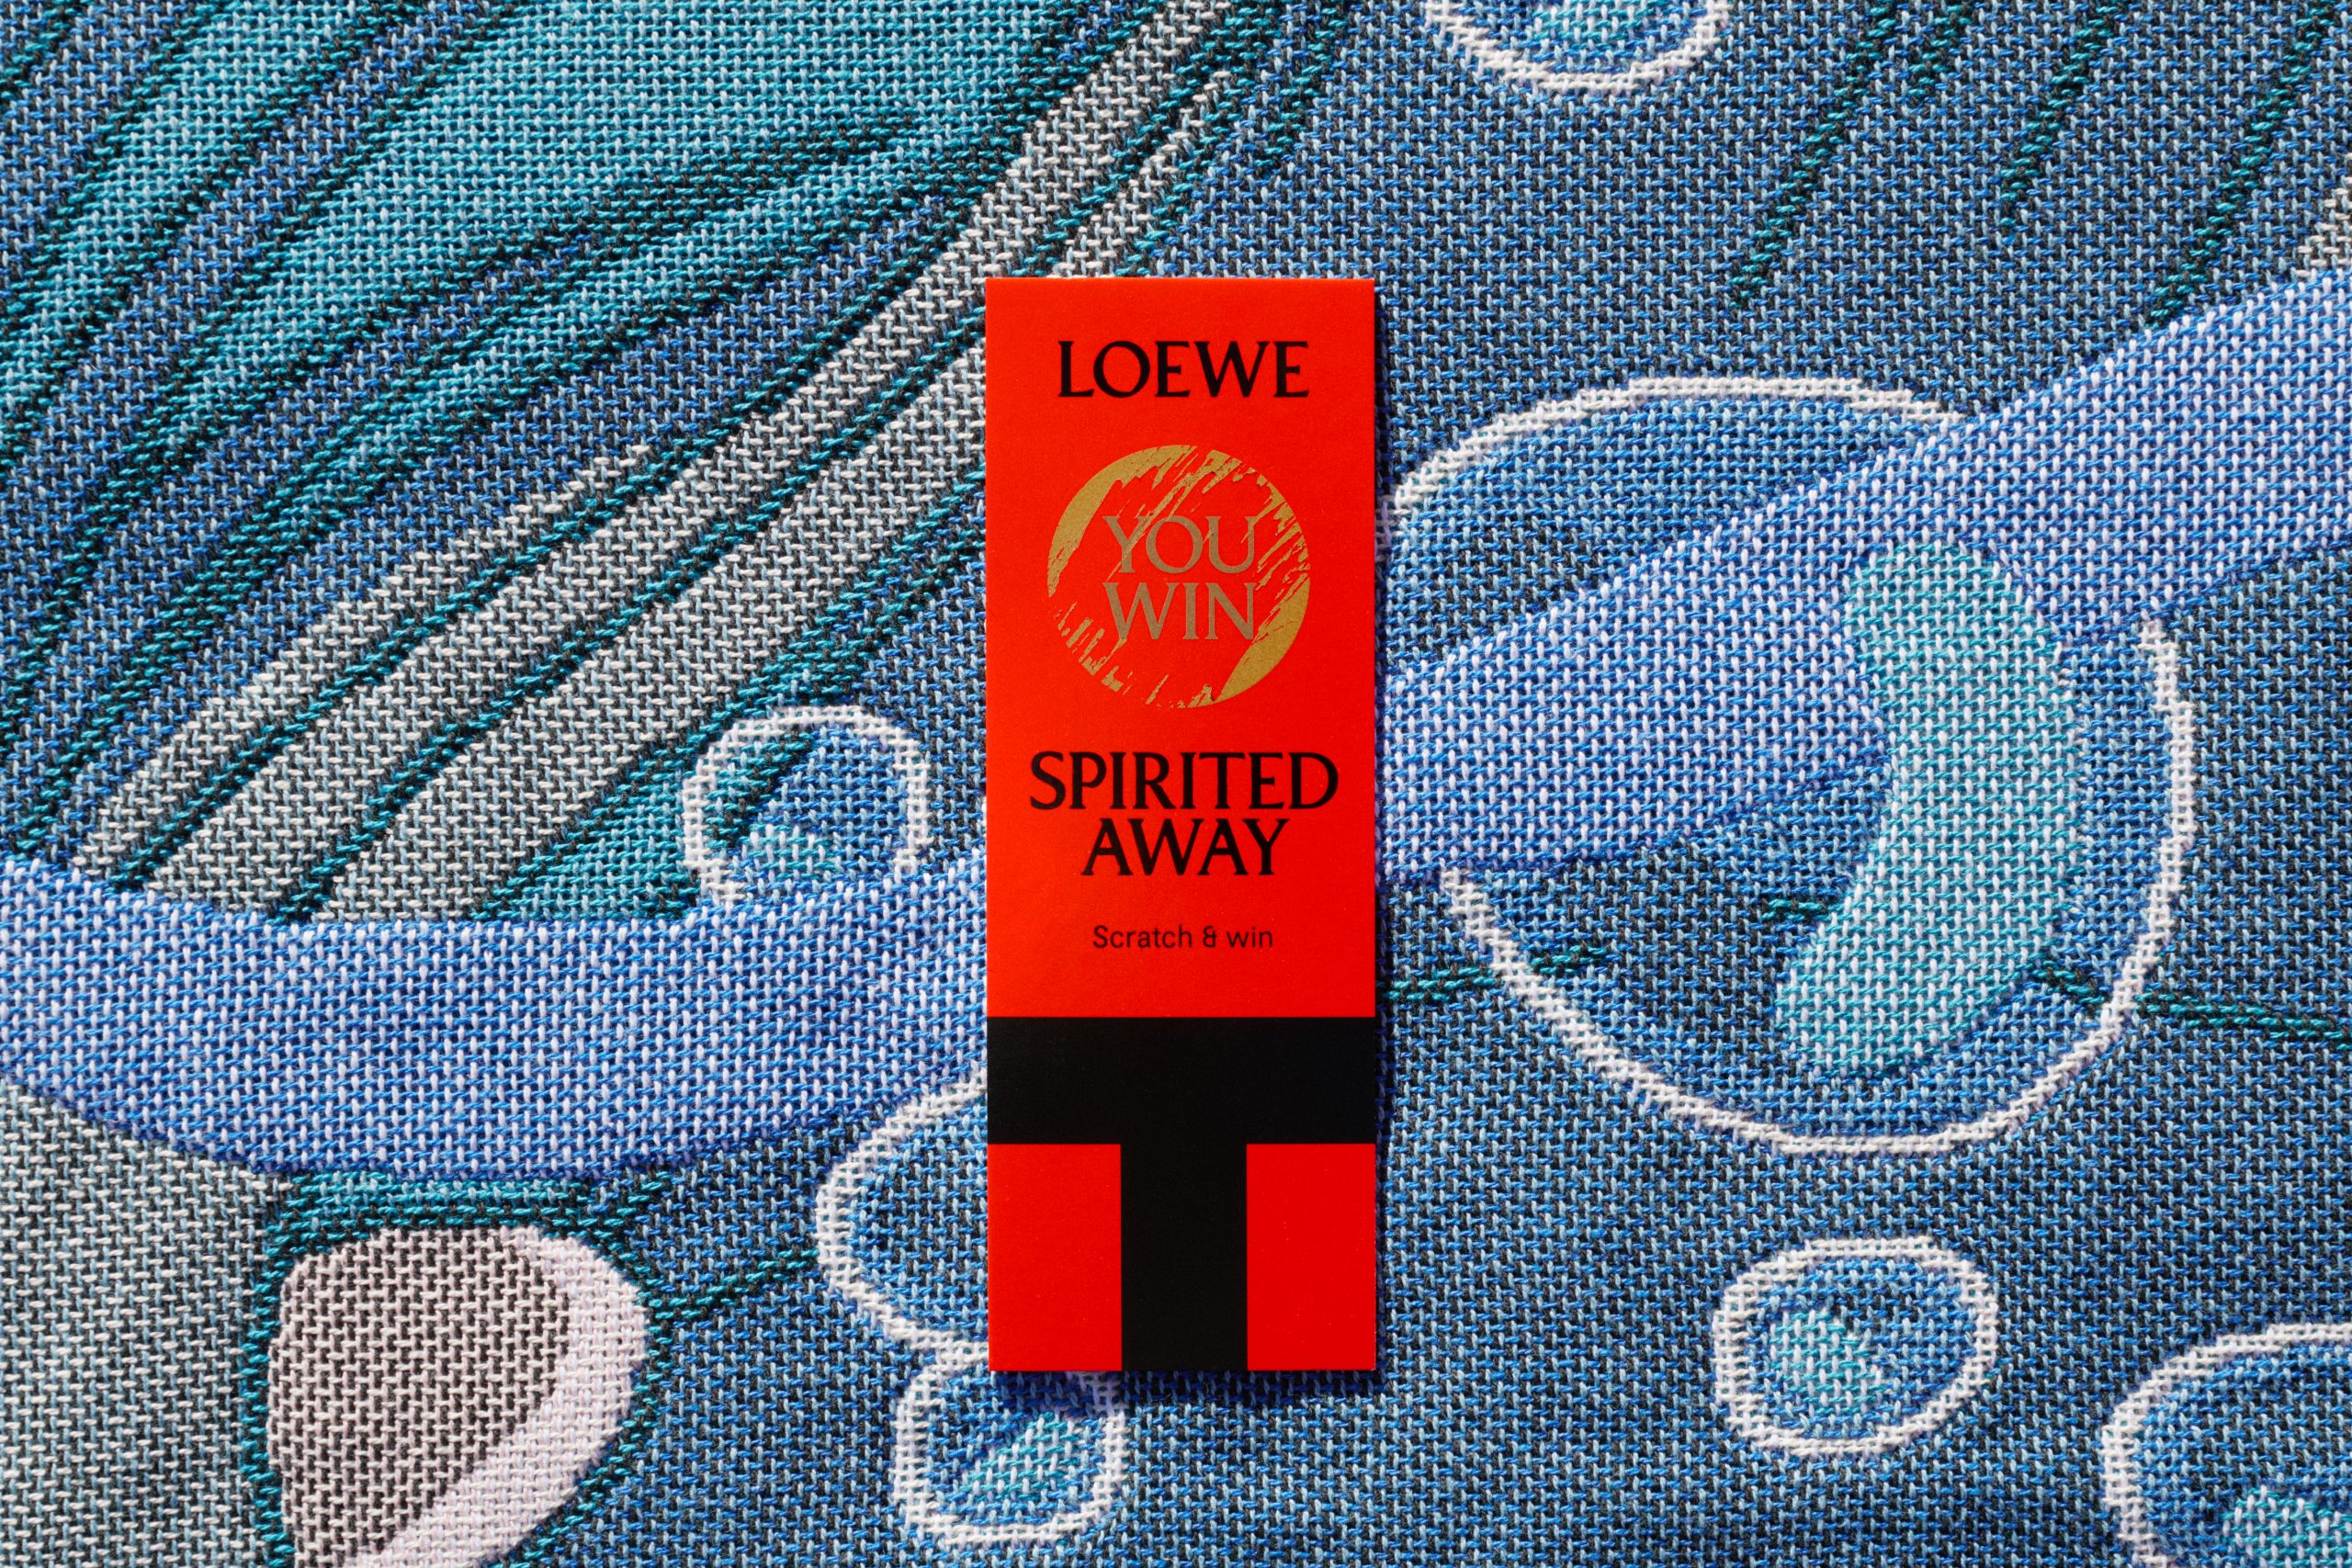 LOEWE
YOU
WIN
SPIRITED
AWAY
Scratch & win